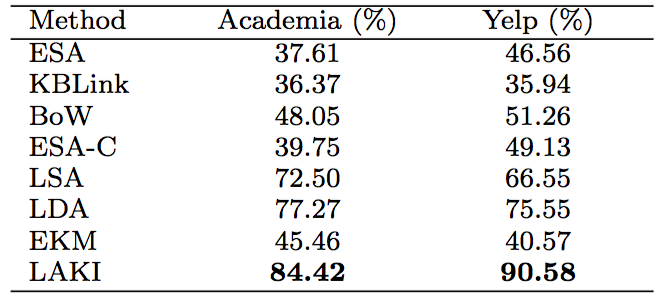 Method Academia (%) Yelp (%)
ESA 37.61 46.56
KBLink 36.37 35.94
BoW 48.05 51.26
ESA-C 39.75 49.13
LSA 72.50 66.55
LDA 77.27 75.55
EKM 45.46 40.57
LAKI 84.42 90.58